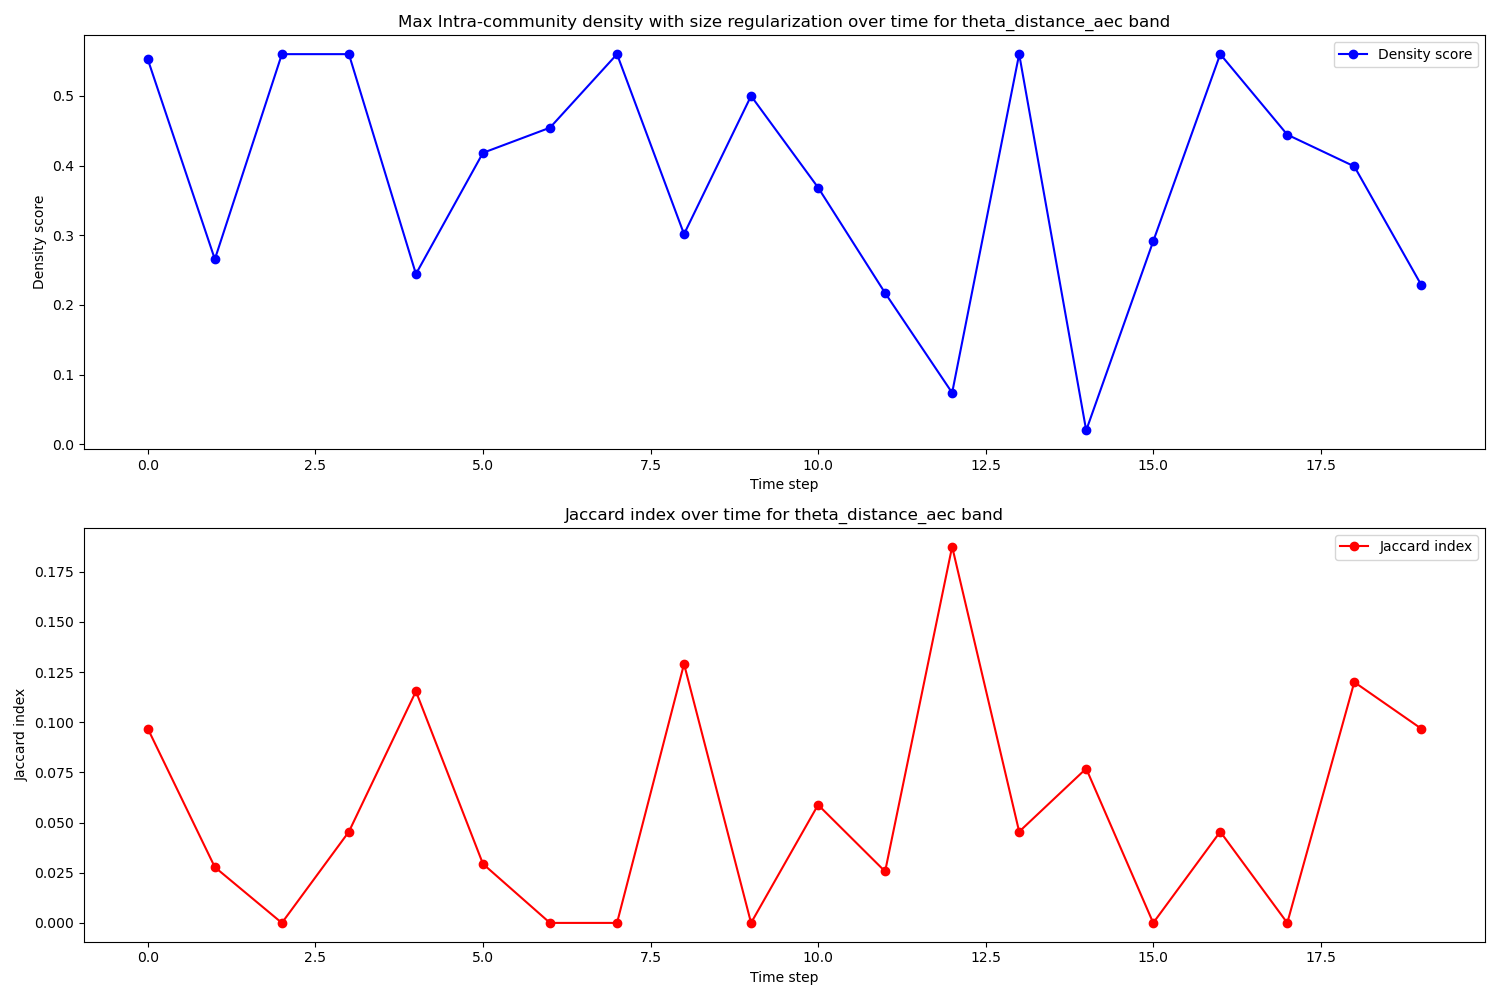 Max Intra-community density with size regularization over time for theta_distance_aec band
Density score
0.5
0.4
0.3
0.2
0.1
0.0
Density score
0.0 2.5 5.0 7.5 10.0 12.5 15.0 17.5
Time step
Jaccard index over time for theta_distance_aec band
Jaccard index
0.175
0.150
0.125
0.100
0.075
0.050
0.025
0.000
Jaccard index
0.0 2.5 5.0 7.5 10.0 12.5 15.0 17.5
Time step